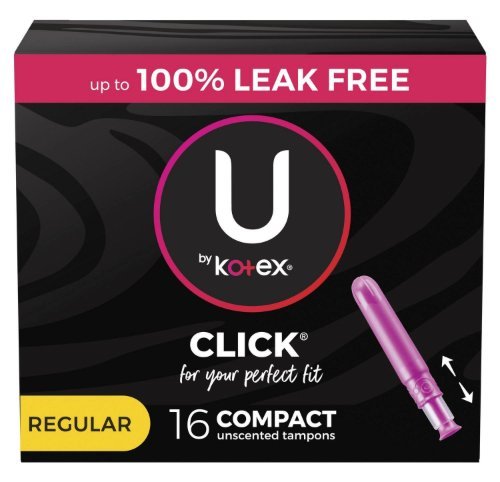 up to 100% LEAK FREE
U
by kotex®
CLICK®
for your perfect fit
REGULAR
16 COMPACT
unscented tampons